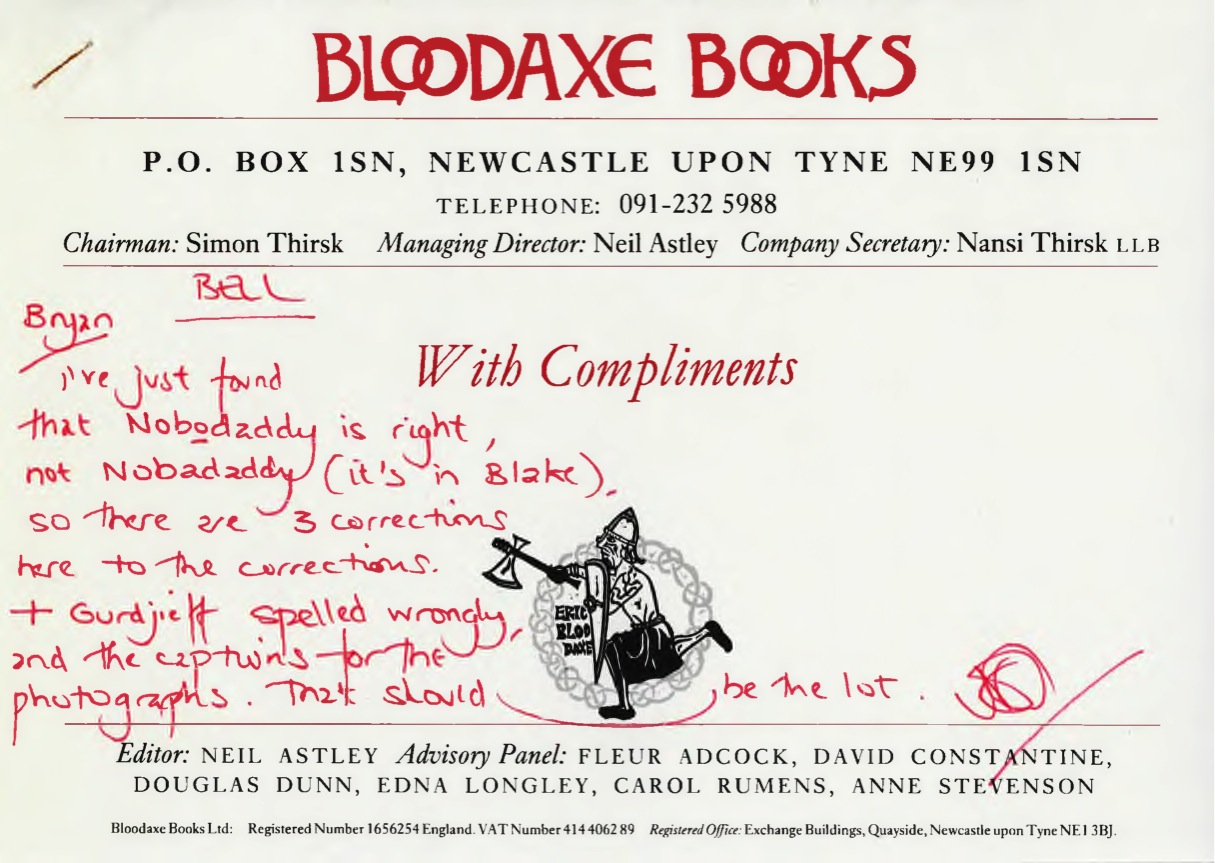 BLOODAXE BOOKS
P.O. BOX 1SN, NEWCASTLE UPON TYNE NE99 1SN
TELEPHONE: 091-232 5988
Chairman: Simon Thirsk Managing Director: Neil Astley Company Secretary: Nansi Thirsk LLB
BELL
Bryan
With Compliments
I've just found
that Nobodaddy is right,
not Nobadaddy (it's in Blake).
so there are 3 corrections
here to the corrections.
+ Gurdjieff spelled wrongly,
and the captions for the
photographs. That should be the lot.
ERIC
BLOO
DAXE
Editor: NEIL ASTLEY Advisory Panel: FLEUR ADCOCK, DAVID CONSTANTINE,
DOUGLAS DUNN, EDNA LONGLEY, CAROL RUMENS, ANNE STEVENSON
Bloodaxe Books Ltd: Registered Number 1656254 England. VAT Number 414 4062 89 Registered Office: Exchange Buildings, Quayside, Newcastle upon Tyne NE1 3BJ.